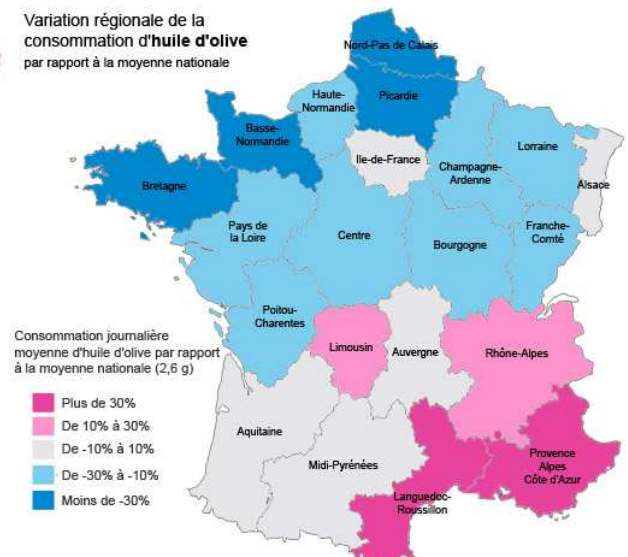 Variation régionale de la
consommation d'huile d'olive
par rapport à la moyenne nationale
Nord-Pas de Calais
Haute-
Normandie
Picardie
Basse-
Normandie
Lorraine
Ile-de-France
Champagne-
Ardenne
Alsace
Bretagne
Pays de
la Loire
Centre
Bourgogne
Franche-
Comté
Poitou-
Charentes
Limousin
Auvergne
Rhône-Alpes
Consommation journalière
moyenne d'huile d'olive par rapport
à la moyenne nationale (2,6 g)
Plus de 30%
De 10% à 30%
De -10% à 10%
De -30% à -10%
Moins de -30%
Aquitaine
Midi-Pyrénées
Languedoc-
Roussillon
Provence
Alpes
Côte d'Azur